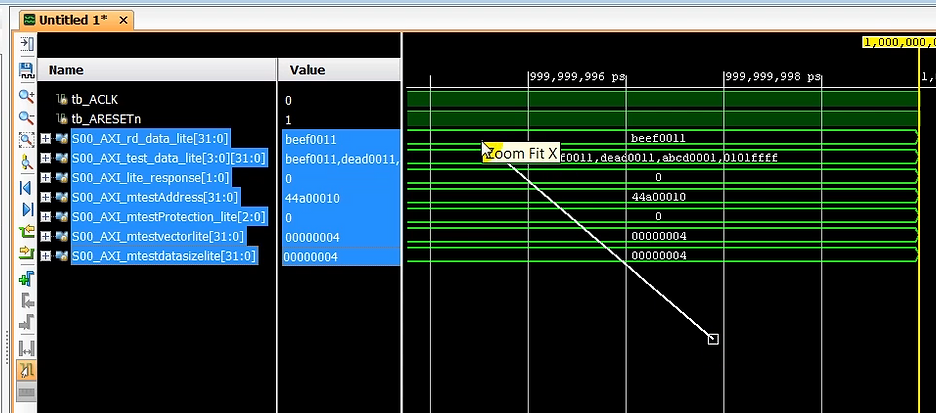 Untitled 1* ×
1,000,000,0
Name Value
999,999,996 ps 999,999,998 ps 1,
tb_ACLK 0
tb_ARESETn 1
S00_AXI_rd_data_lite[31:0] beef0011 beef0011
S00_AXI_test_data_lite[3:0][31:0] beef0011,dead0011, f0011,dead0011,abcd0001,0101ffff
Zoom Fit X
S00_AXI_lite_response[1:0] 0 0
S00_AXI_mtestAddress[31:0] 44a00010 44a00010
S00_AXI_mtestProtection_lite[2:0] 0 0
S00_AXI_mtestvectorlite[31:0] 00000004 00000004
S00_AXI_mtestdatasizelite[31:0] 00000004 00000004